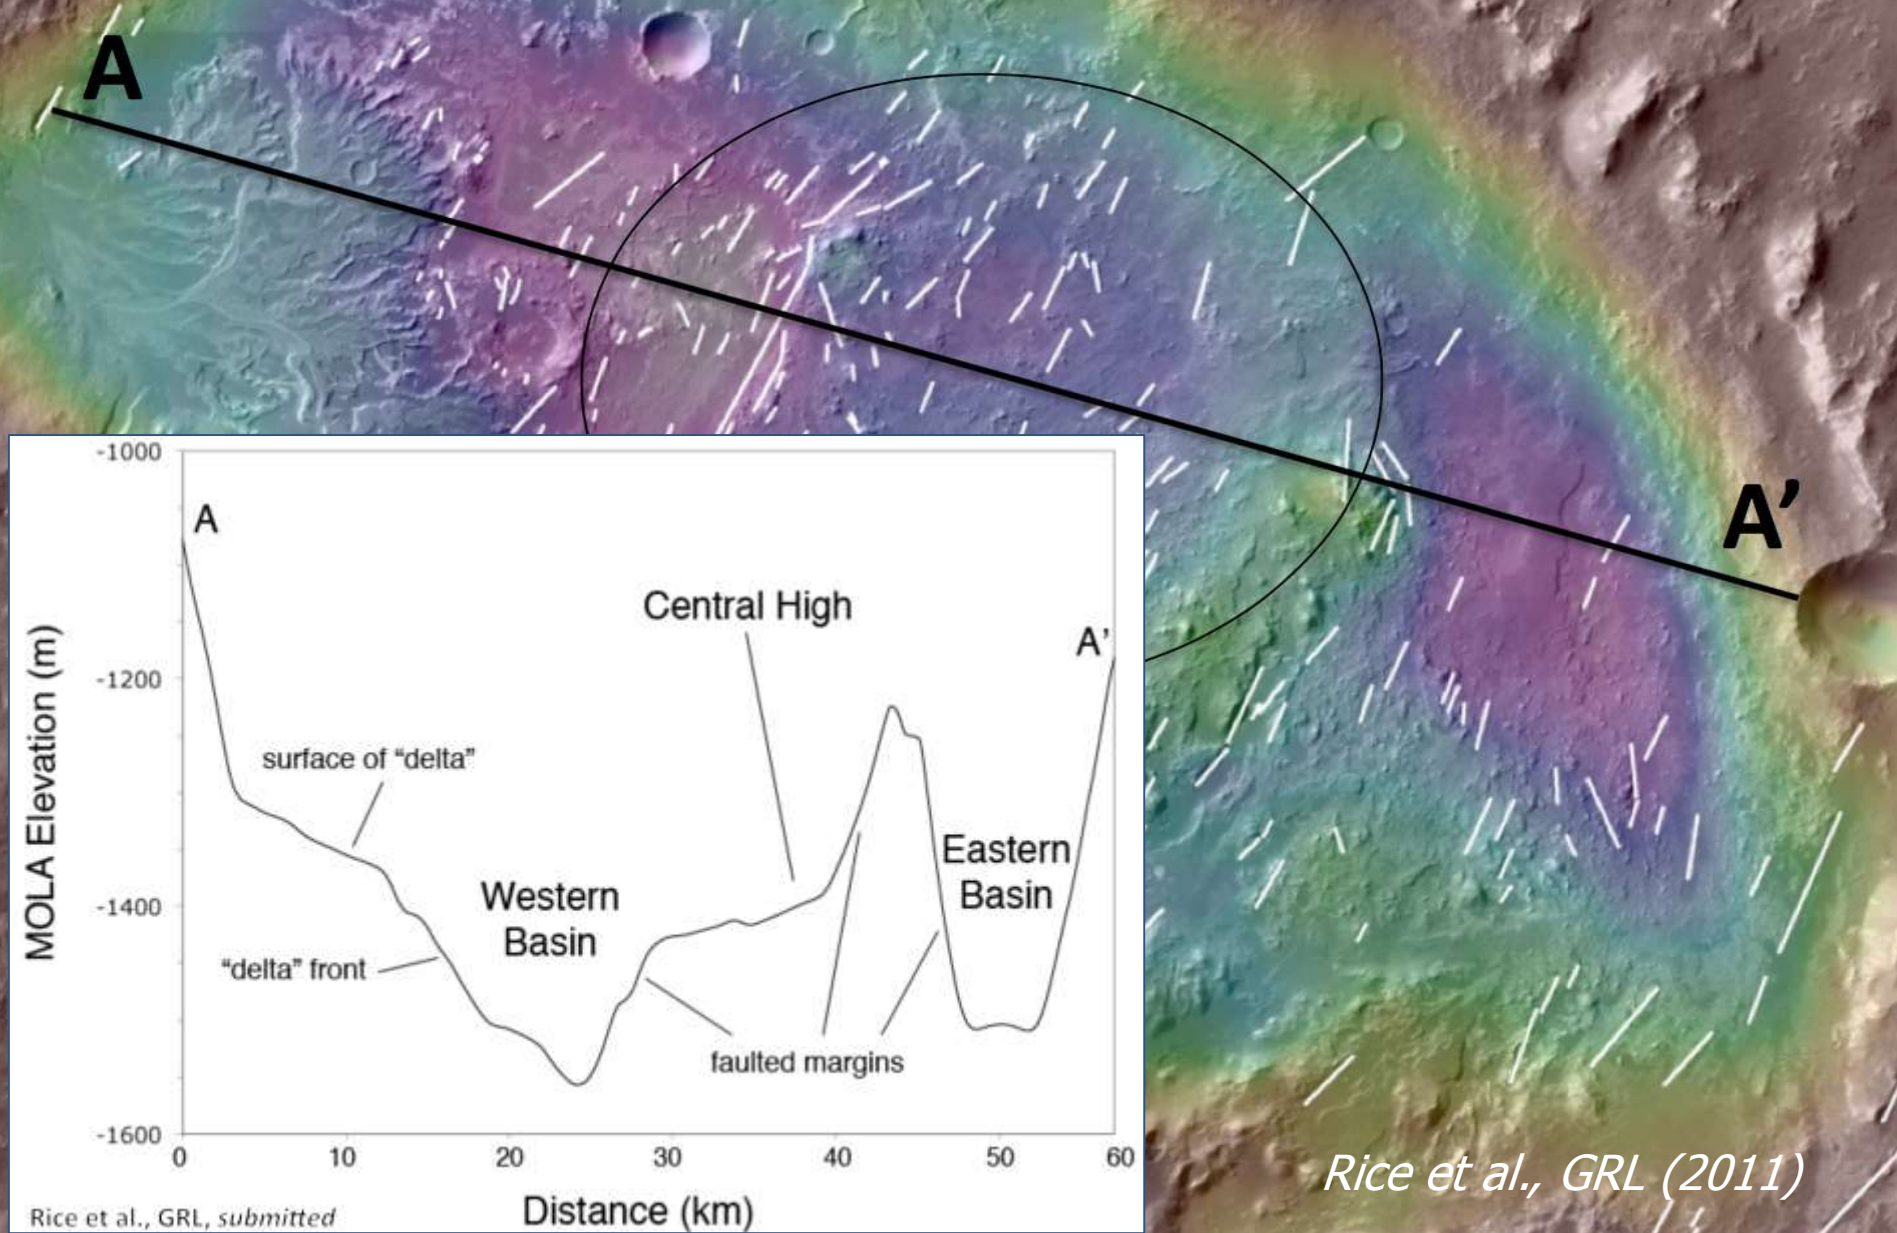 A
A’
-1000
-1200
-1400
-1600
MOLA Elevation (m)
A
surface of “delta”
“delta” front
Western
Basin
Central High
faulted margins
Eastern
Basin
A’
0 10 20 30 40 50 60
Distance (km)
Rice et al., GRL, submitted
Rice et al., GRL (2011)